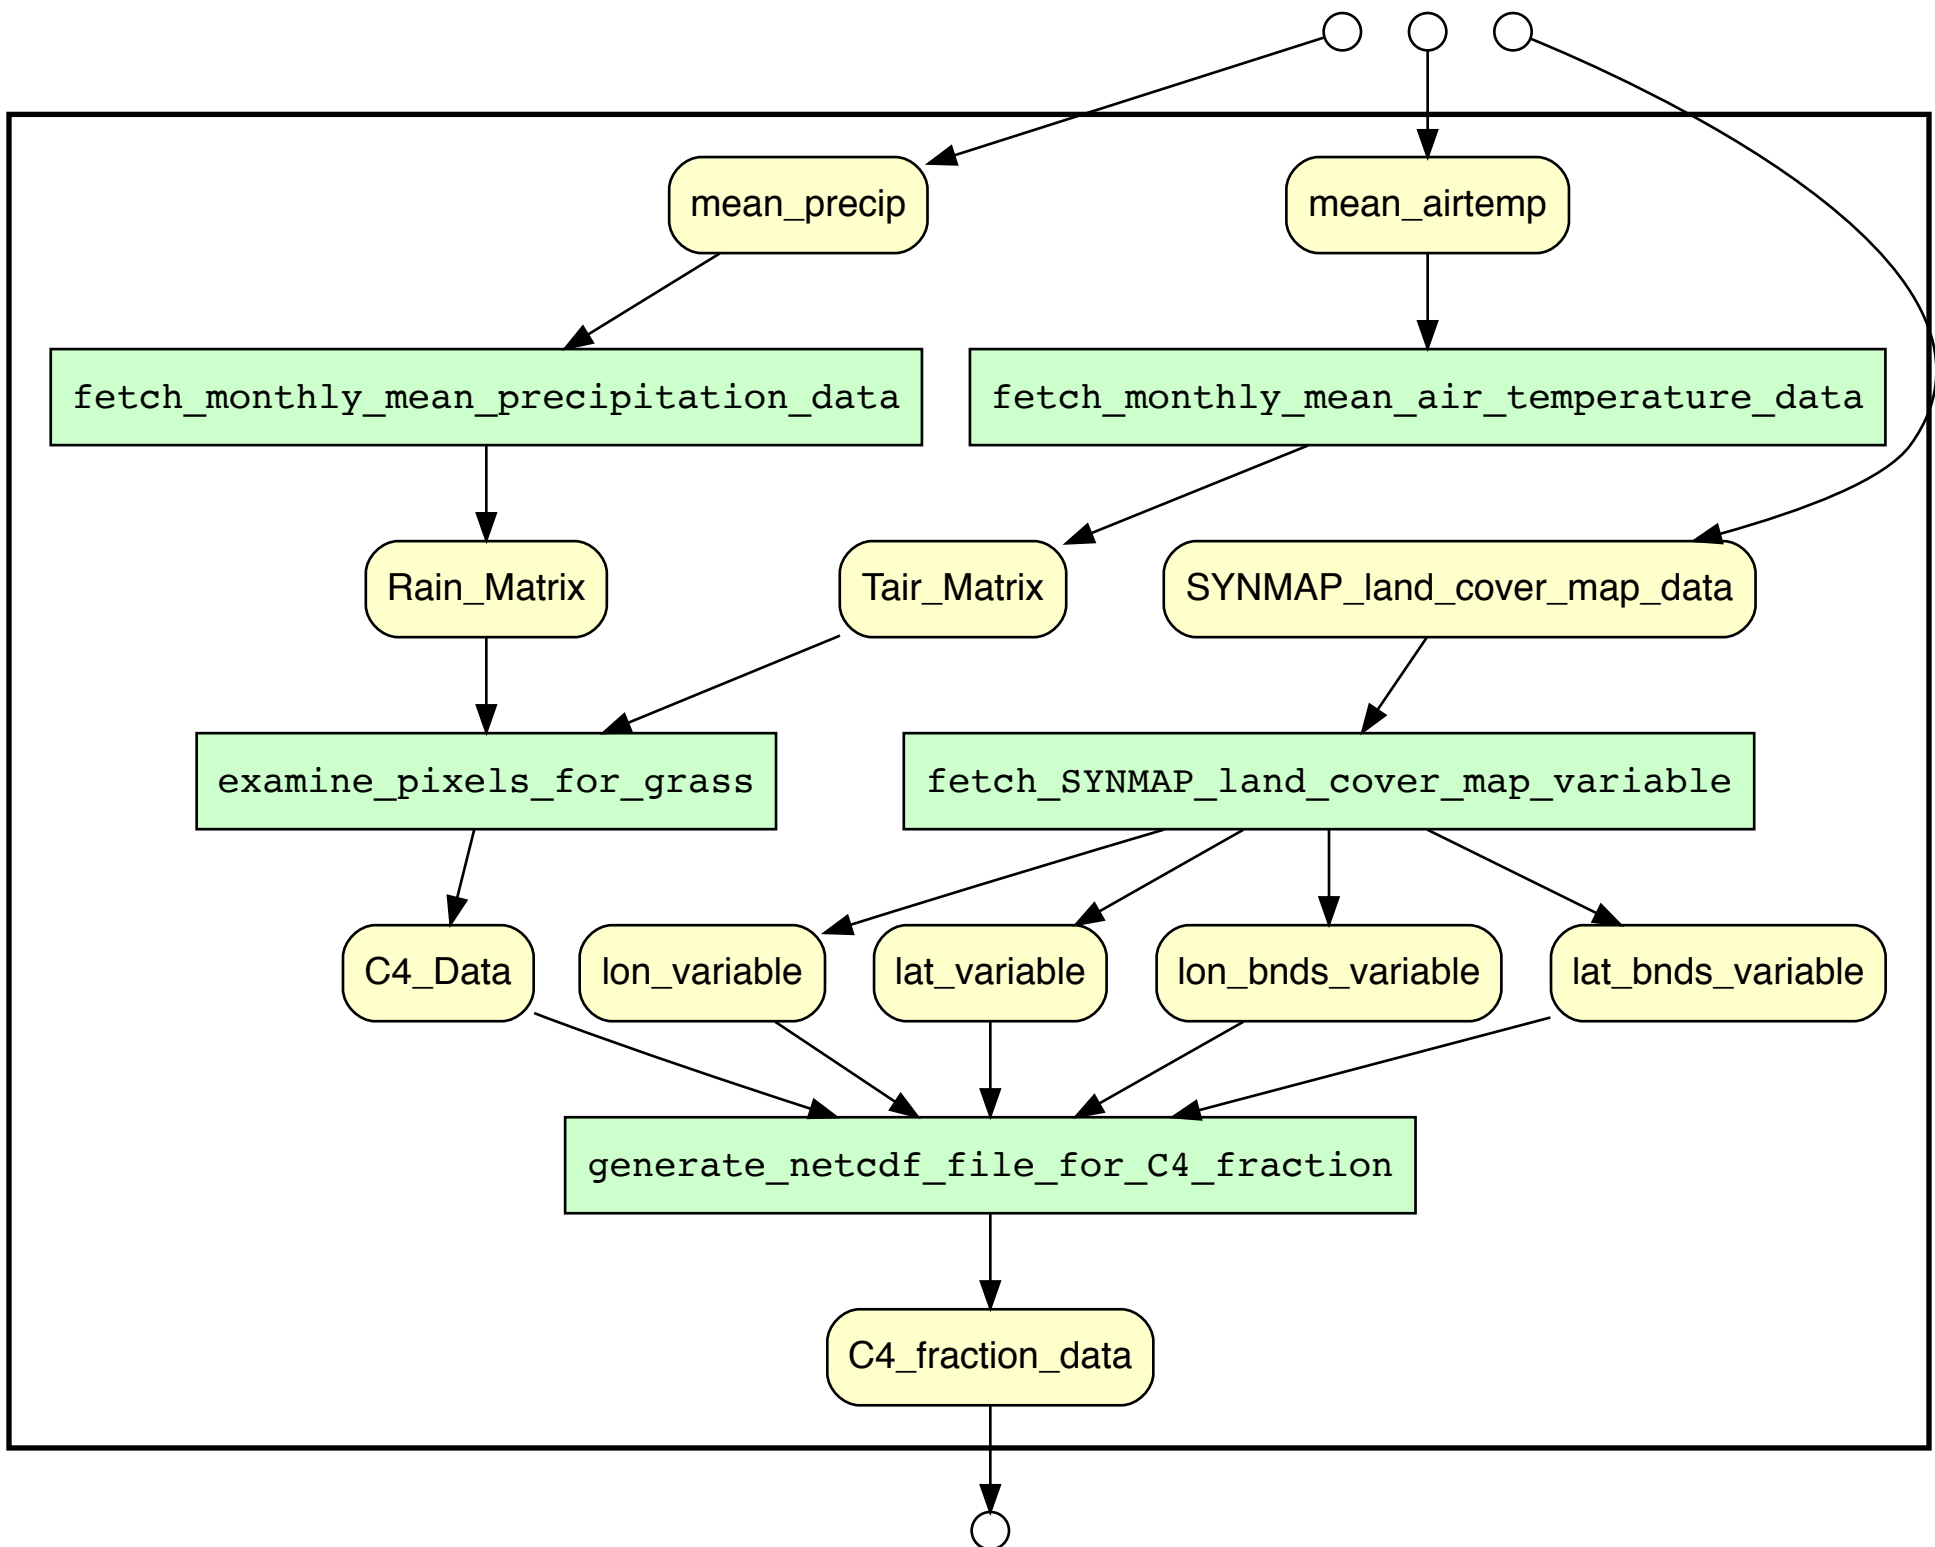 mean_precip
mean_airtemp
fetch_monthly_mean_precipitation_data
fetch_monthly_mean_air_temperature_data
Rain_Matrix
Tair_Matrix
SYNMAP_land_cover_map_data
examine_pixels_for_grass
fetch_SYNMAP_land_cover_map_variable
C4_Data
lon_variable
lat_variable
lon_bnds_variable
lat_bnds_variable
generate_netcdf_file_for_C4_fraction
C4_fraction_data